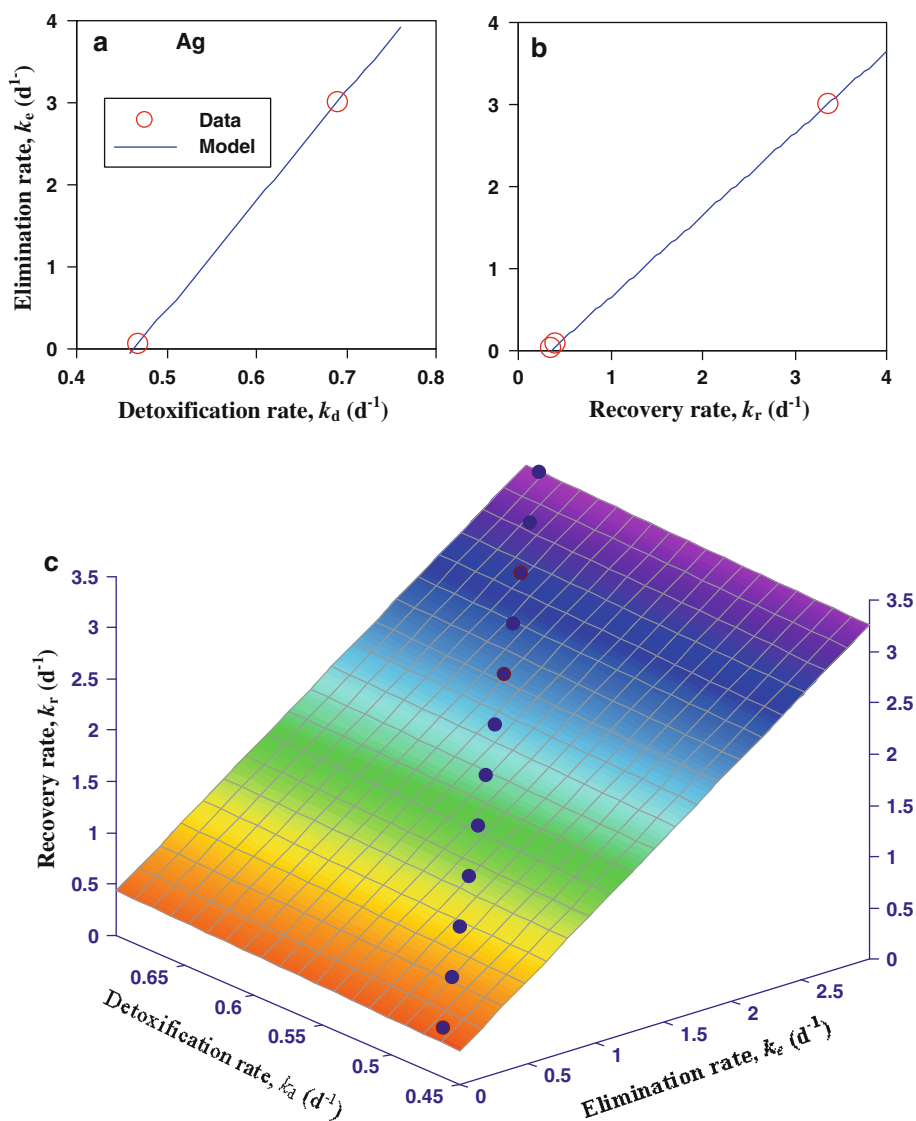 a Ag
Data
Model
Elimination rate, ke (d1-)
4
3
2
1
0
0.4 0.5 0.6 0.7 0.8
Detoxification rate, kd (d-1)
b
4
3
2
1
0
0 1 2 3 4
Recovery rate, kr (d-1)
c
Recovery rate, kr (d-1)
3.5
3
2.5
2
1.5
1
0.5
0
3.5
3
2.5
2
1.5
1
0.5
0
0.65 0.6 0.55 0.5 0.45
Detoxification rate, kd (d-1)
0 0.5 1 1.5 2 2.5
Elimination rate, ke (d-1)